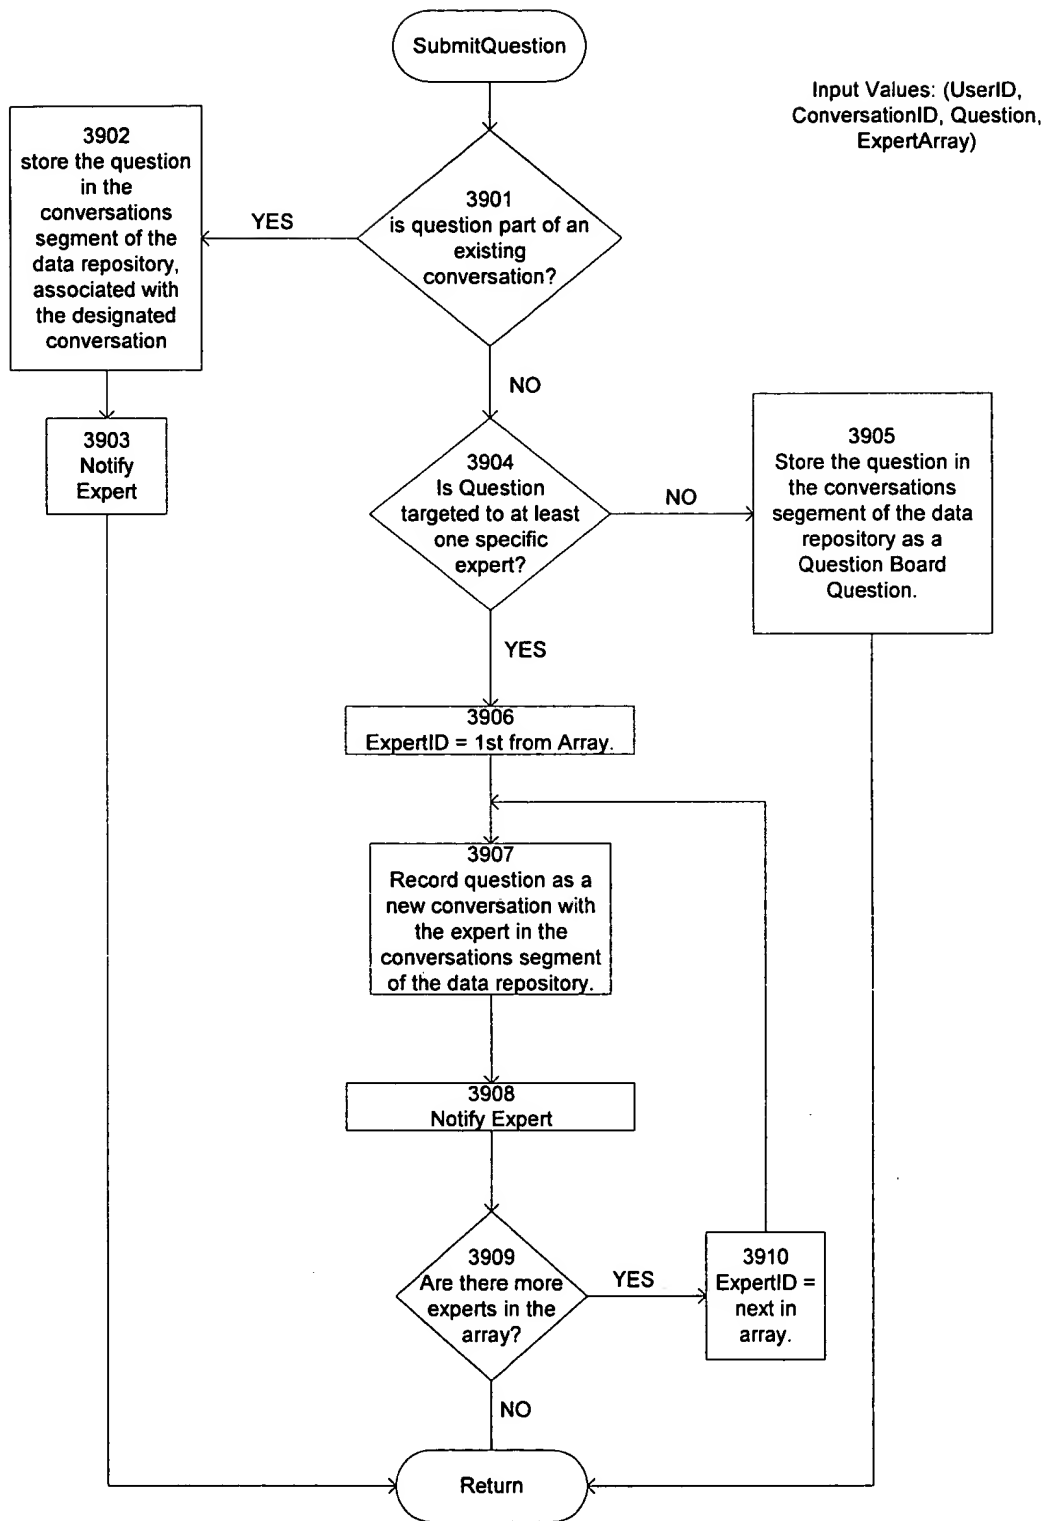 SubmitQuestion
Input Values: (UserID,
ConversationID, Question,
ExpertArray)
3901
is question part of an
existing
conversation?
YES
3902
store the question
in the
conversations
segment of the
data repository,
associated with
the designated
conversation
NO
3903
Notify
Expert
3904
Is Question
targeted to at least
one specific
expert?
NO
3905
Store the question in
the conversations
segement of the data
repository as a
Question Board
Question.
YES
3906
ExpertID = 1st from Array.
3907
Record question as a
new conversation with
the expert in the
conversations segment
of the data repository.
3908
Notify Expert
3909
Are there more
experts in the
array?
YES
3910
ExpertID =
next in
array.
NO
Return